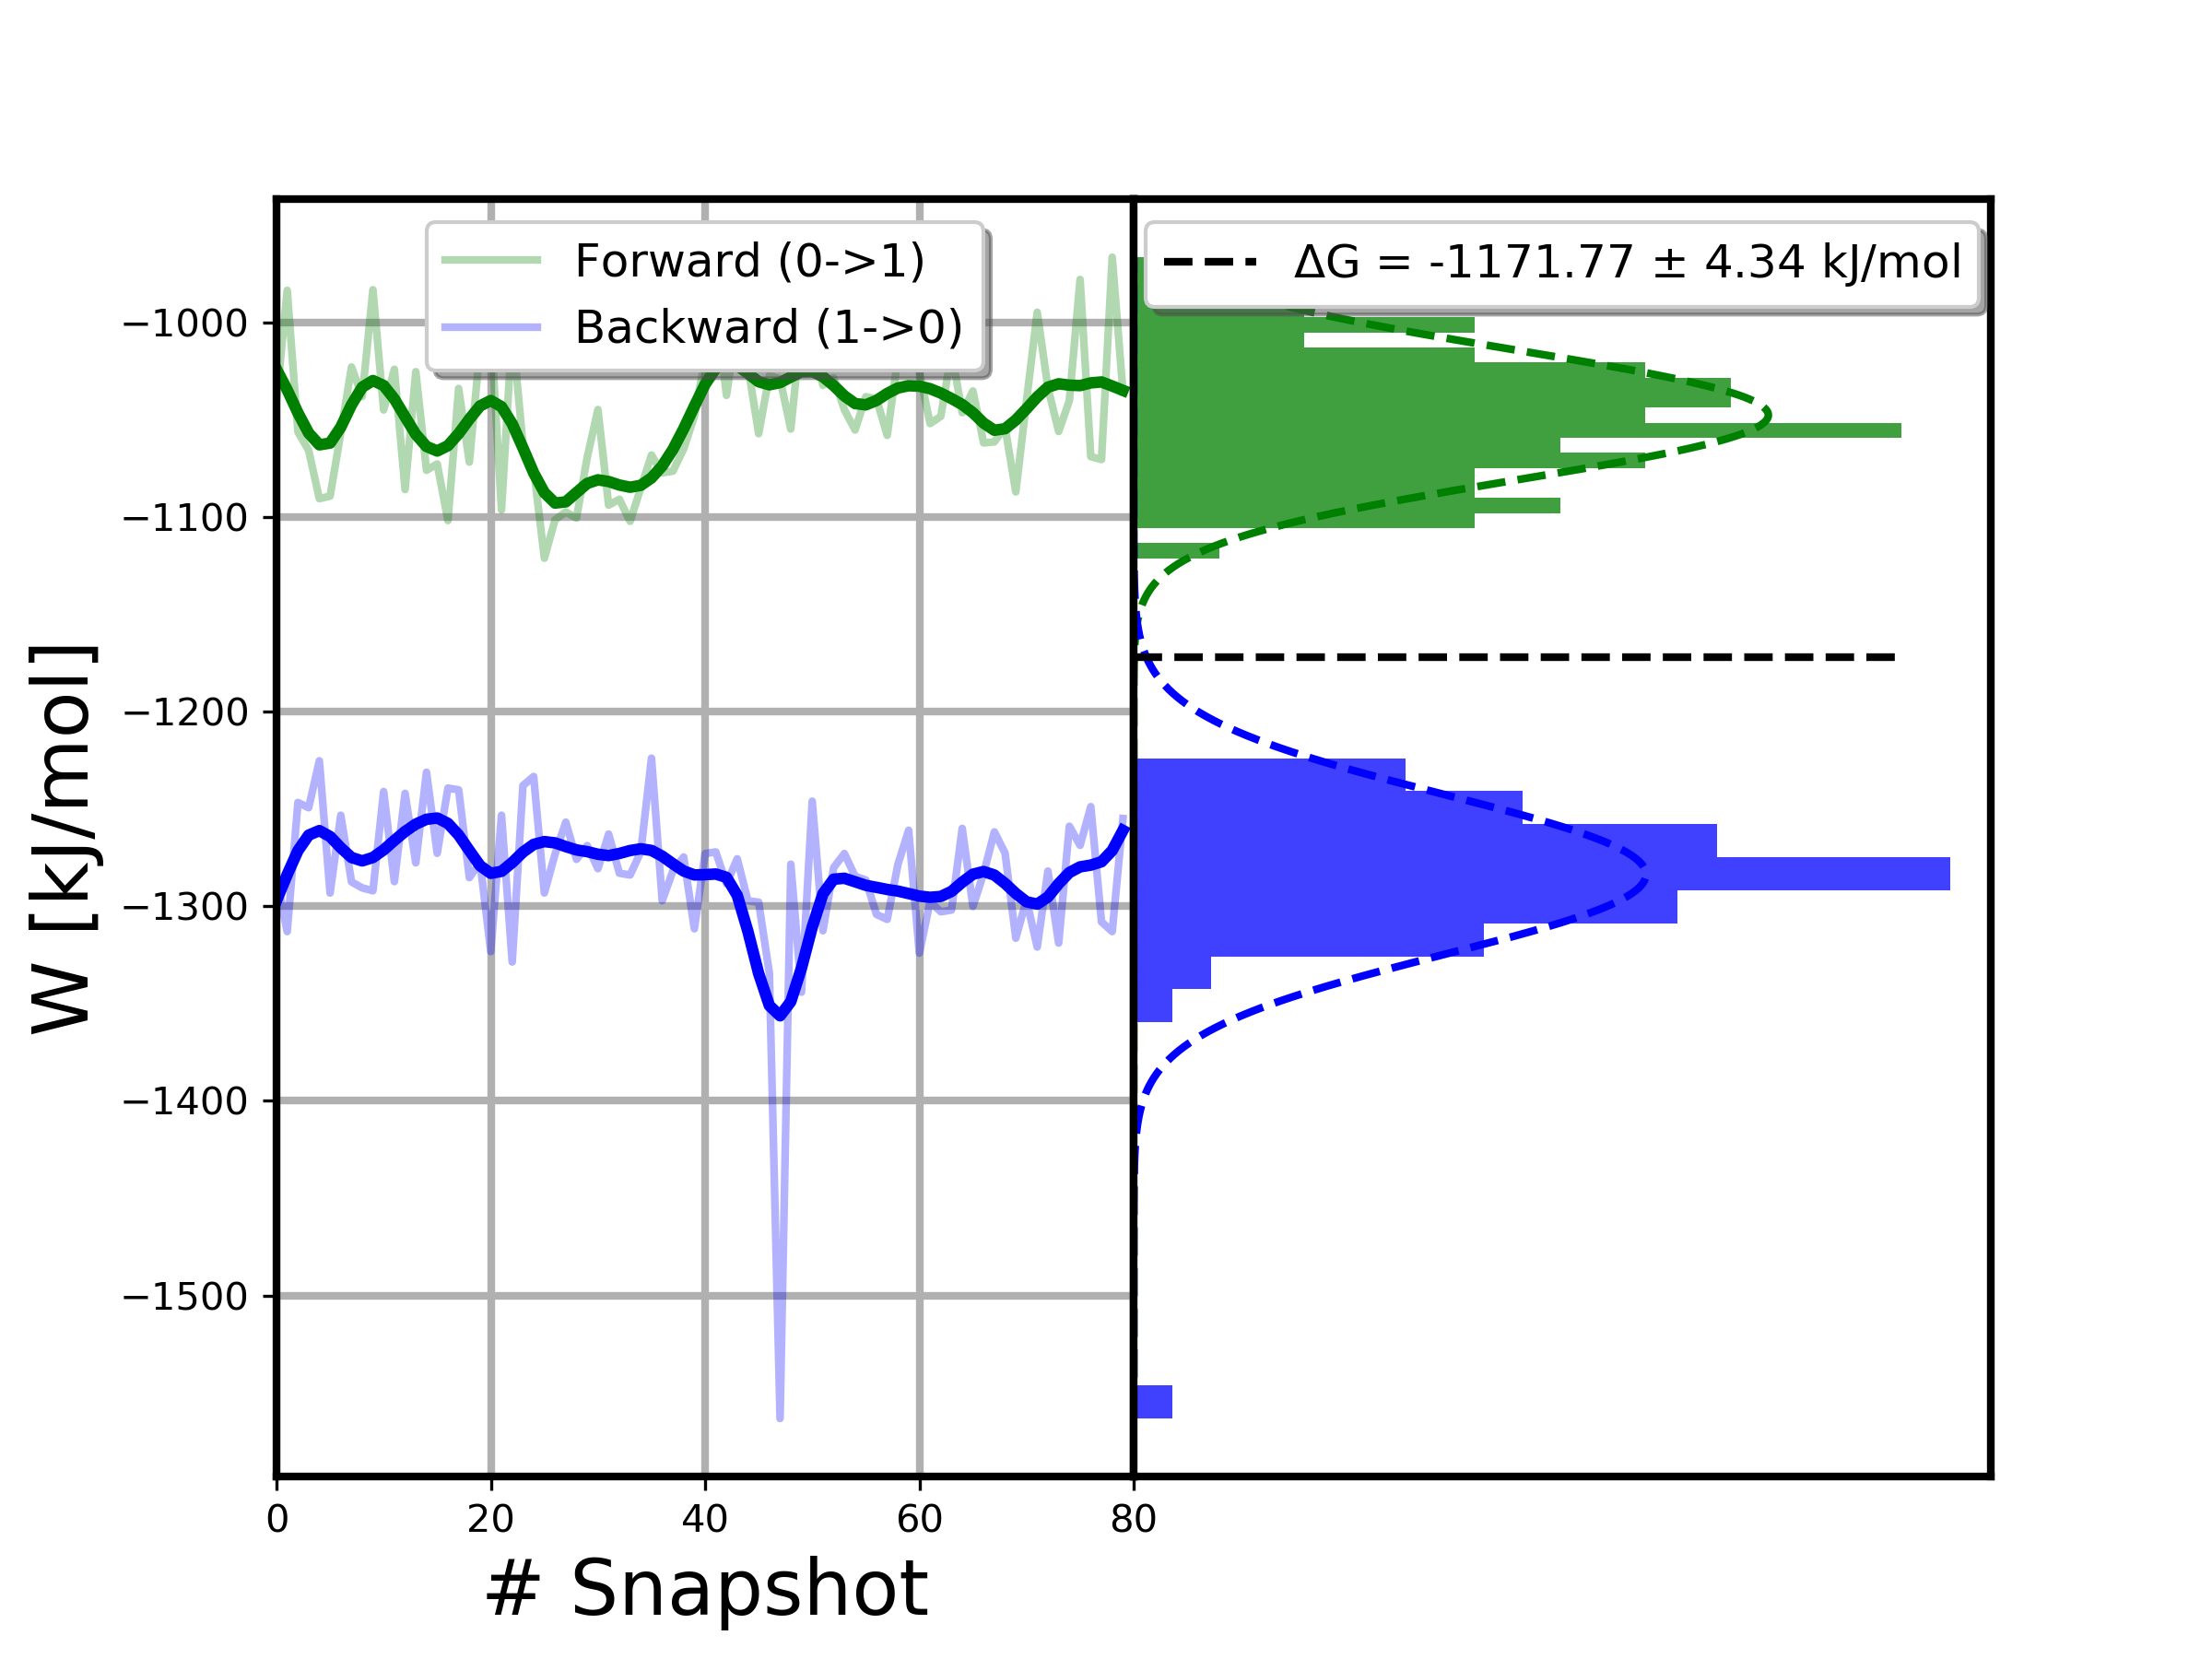 Forward (0->1)
Backward (1->0)
ΔG = -1171.77 ± 4.34 kJ/mol
−1000
−1100
−1200
−1300
−1400
−1500
W [kJ/mol]
0 20 40 60 80
# Snapshot